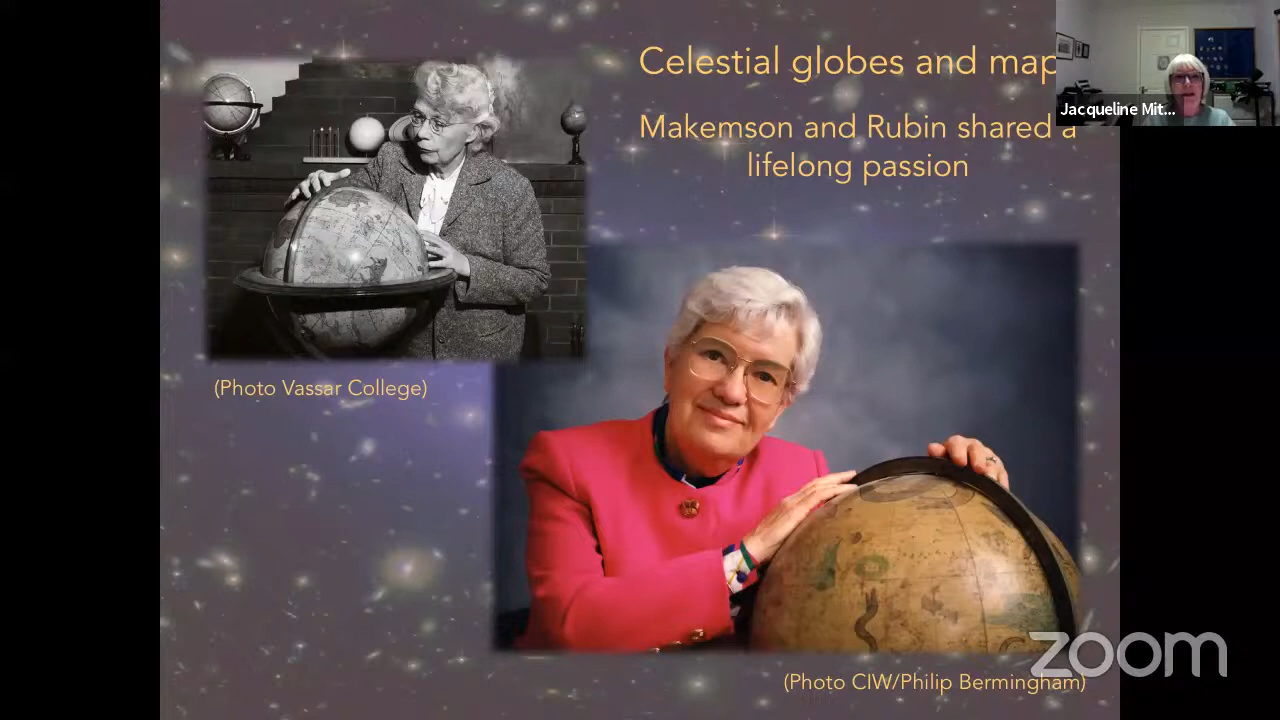 Celestial globes and map
Jacqueline Mit...
Makemson and Rubin shared a
lifelong passion
(Photo Vassar College)
zoom
(Photo CIW/Philip Bermingham)